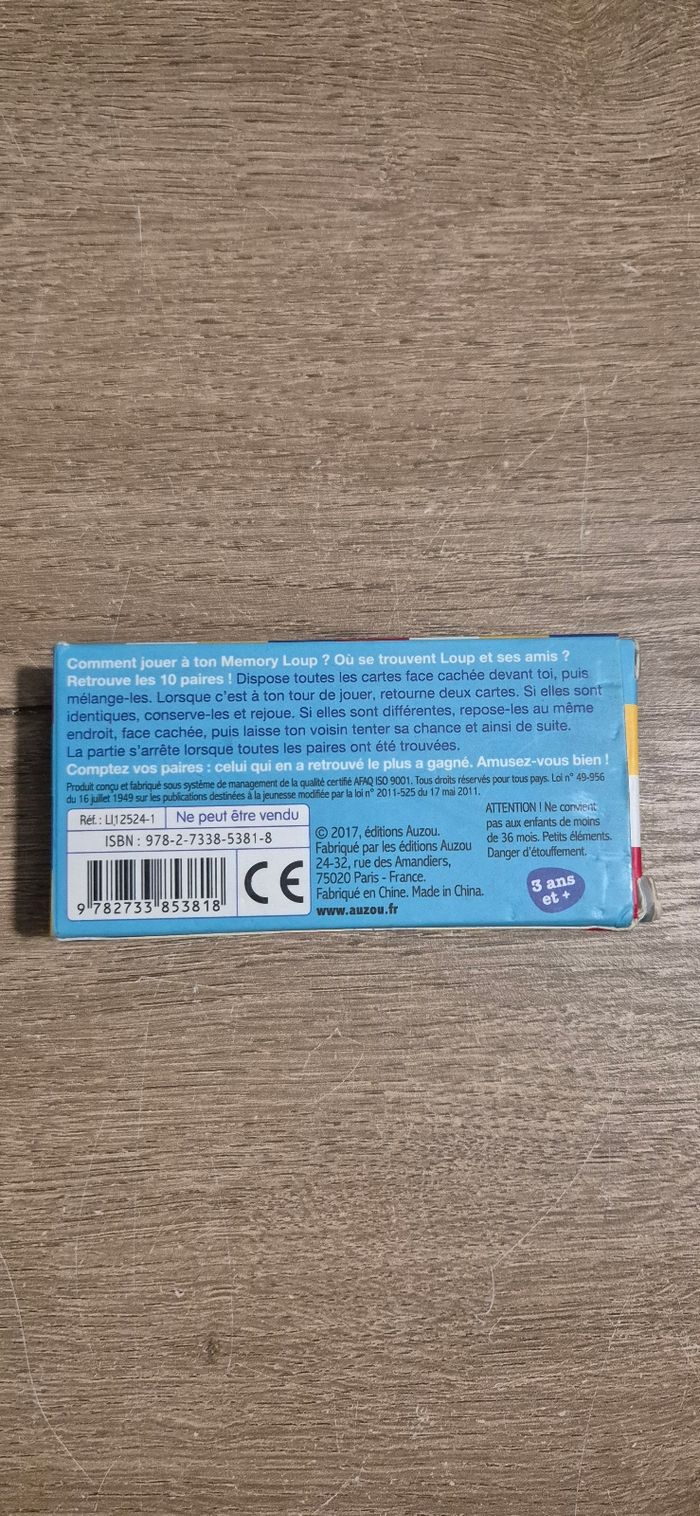 Comment jouer à ton Memory Loup ? Où se trouvent Loup et ses amis ?
Retrouve les 10 paires ! Dispose toutes les cartes face cachée devant toi, puis
mélange-les. Lorsque c'est à ton tour de jouer, retourne deux cartes. Si elles sont
identiques, conserve-les et rejoue. Si elles sont différentes, repose-les au même
endroit, face cachée, puis laisse ton voisin tenter sa chance et ainsi de suite.
La partie s'arrête lorsque toutes les paires ont été trouvées.
Comptez vos paires : celui qui en a retrouvé le plus a gagné. Amusez-vous bien !
Produit conçu et fabriqué sous système de management de la qualité certifié AFAQ ISO 9001. Tous droits réservés pour tous pays. Loi n° 49-956
du 16 juillet 1949 sur les publications destinées à la jeunesse modifiée par la loi n° 2011-525 du 17 mai 2011.
Réf. : LJ12524-1
Ne peut être vendu
ISBN : 978-2-7338-5381-8
9 782733 853818
CE
© 2017, éditions Auzou.
Fabriqué par les éditions Auzou
24-32, rue des Amandiers,
75020 Paris - France.
Fabriqué en Chine. Made in China.
www.auzou.fr
ATTENTION ! Ne convient
pas aux enfants de moins
de 36 mois. Petits éléments.
Danger d'étouffement.
3 ans
et +